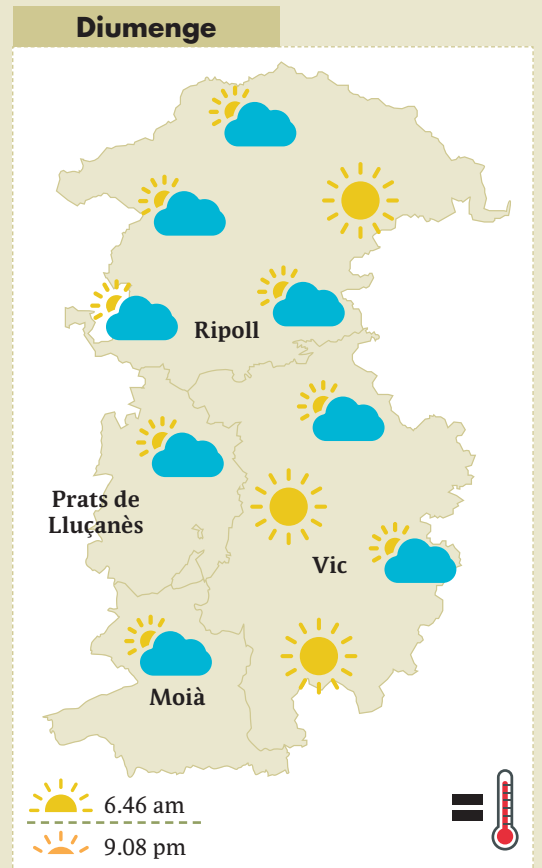 Diumenge
Ripoll
Prats de
Lluçanès
Vic
Moià
6.46 am
9.08 pm